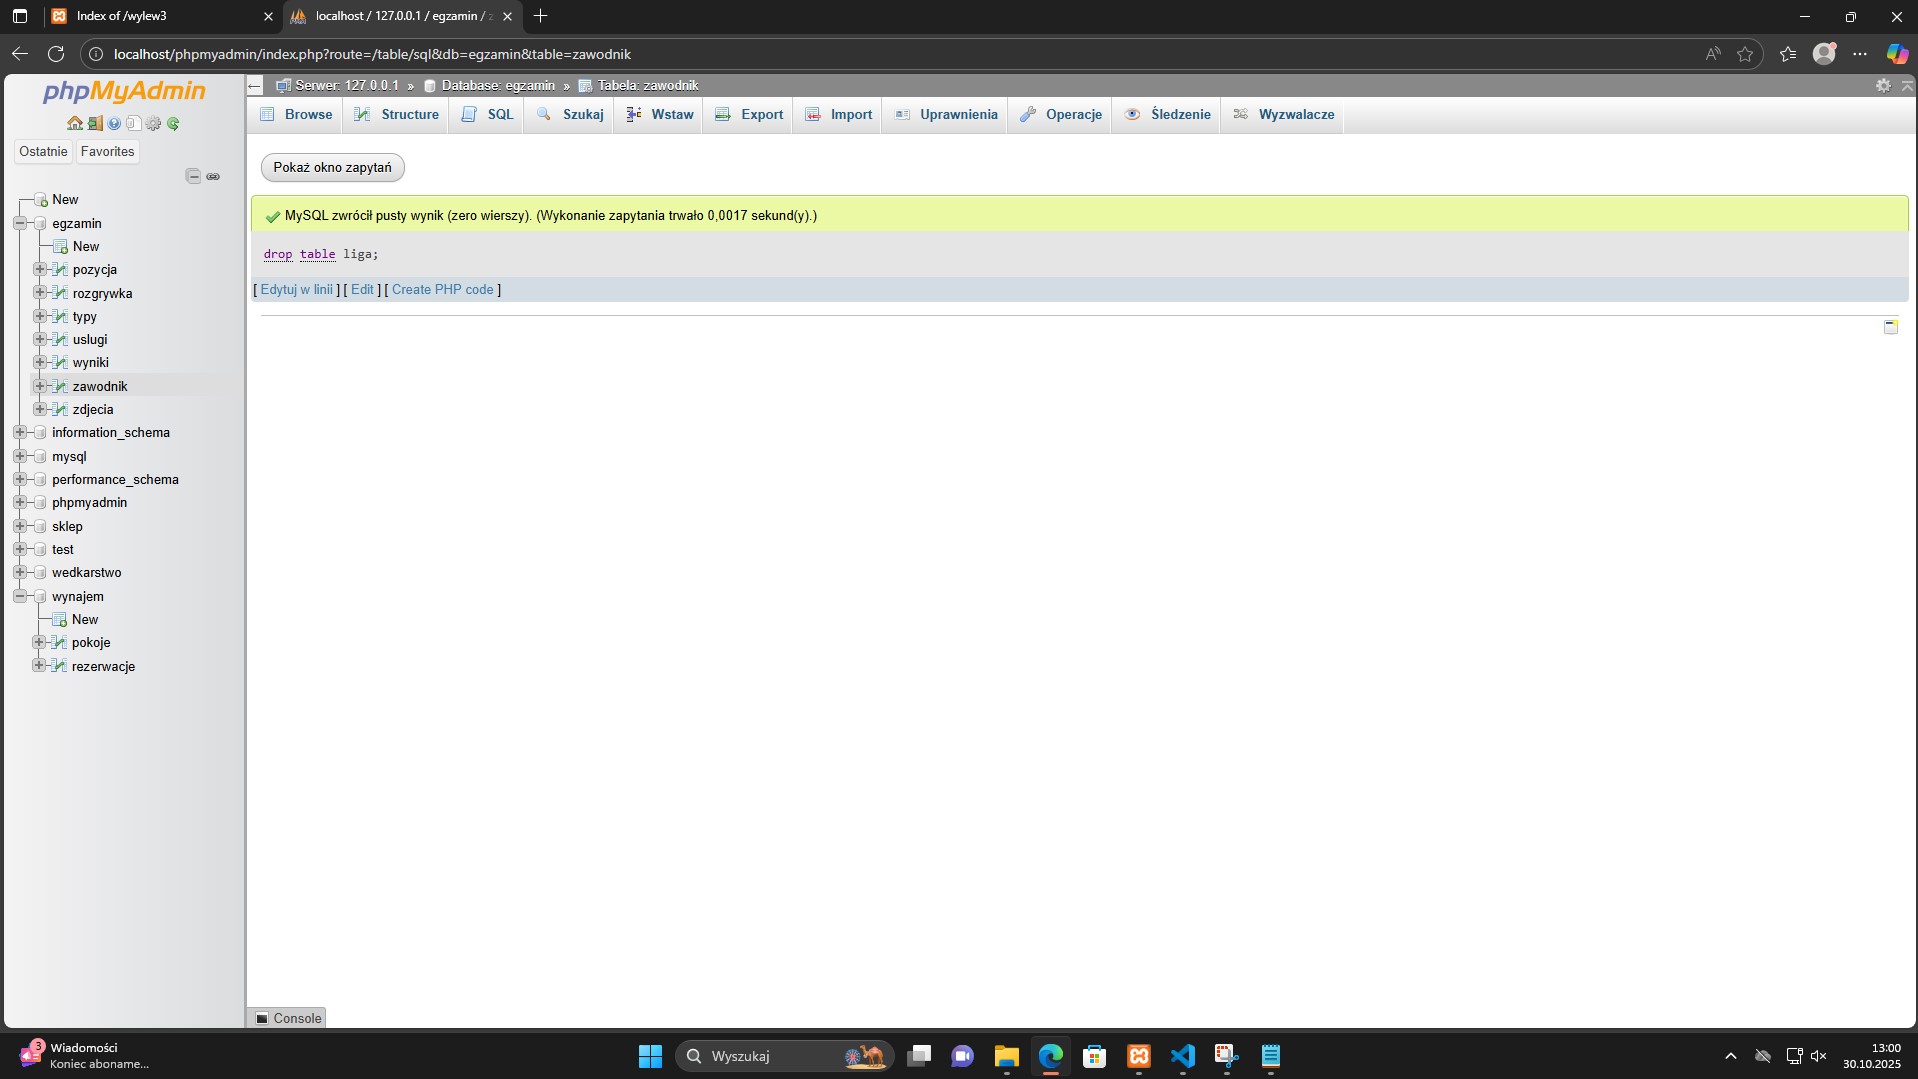 Index of /wylew3
localhost / 127.0.0.1 / egzamin /
localhost/phpmyadmin/index.php?route=/table/sql&db=egzamin&table=zawodnik
phpMyAdmin
Ostatnie
Favorites
New
egzamin
New
pozycja
rozgrywka
typy
uslugi
wyniki
zawodnik
zdjecia
information_schema
mysql
performance_schema
phpmyadmin
sklep
test
wedkarstwo
wynajem
New
pokoje
rezerwacje
Serwer: 127.0.0.1 » Database: egzamin » Tabela: zawodnik
Browse Structure SQL Szukaj Wstaw Export Import Uprawnienia Operacje Śledzenie Wyzwalacze
Pokaż okno zapytań
MySQL zwrócił pusty wynik (zero wierszy). (Wykonanie zapytania trwało 0,0017 sekund(y).)
drop table liga;
[ Edytuj w linii ] [ Edit ] [ Create PHP code ]
Console
3
Wiadomości
Koniec aboname...
Wyszukaj
13:00
30.10.2025